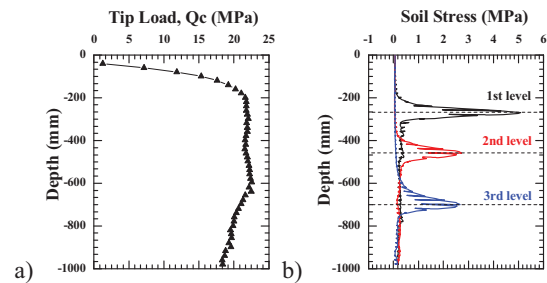 Tip Load, Qc (MPa)
0 5 10 15 20 25
0
-200
-400
-600
-800
-1000
Depth (mm)
a)
Soil Stress (MPa)
-1 0 1 2 3 4 5 6
0
-200
-400
-600
-800
-1000
Depth (mm)
1st level
2nd level
3rd level
b)